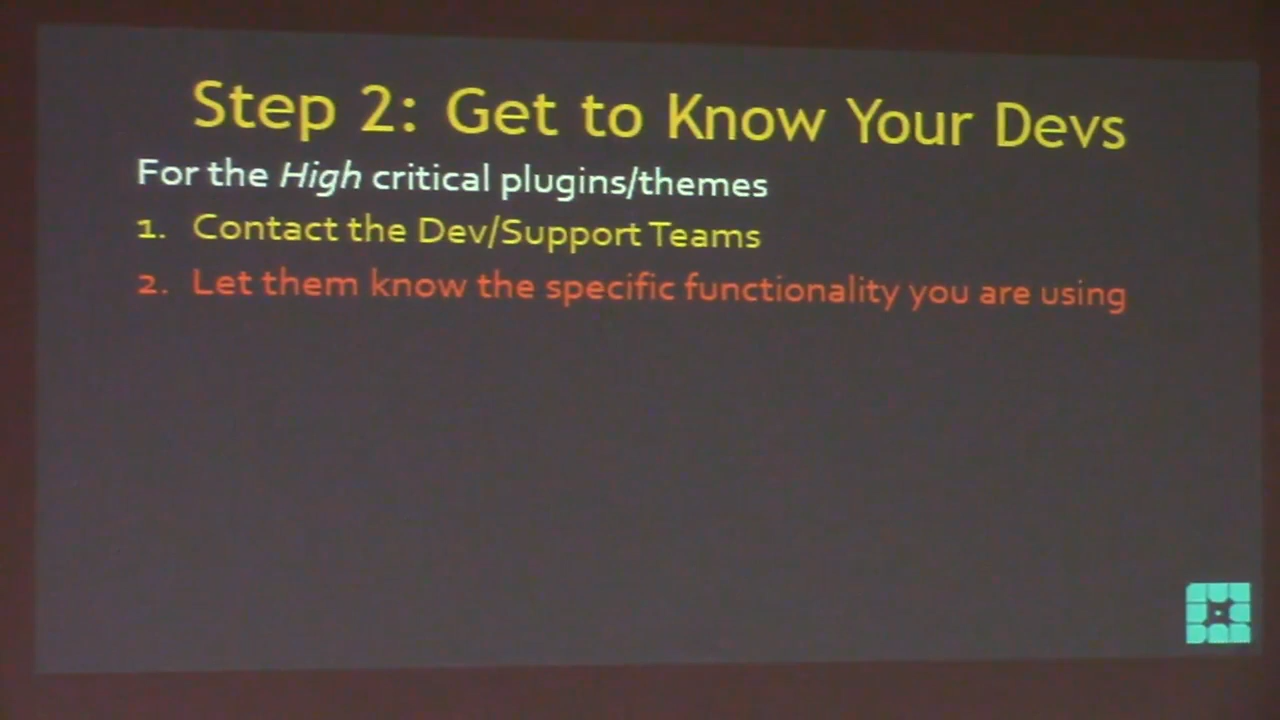 Step 2: Get to Know Your Devs
For the High critical plugins/themes
1. Contact the Dev/Support Teams
2. Let them know the specific functionality you are using